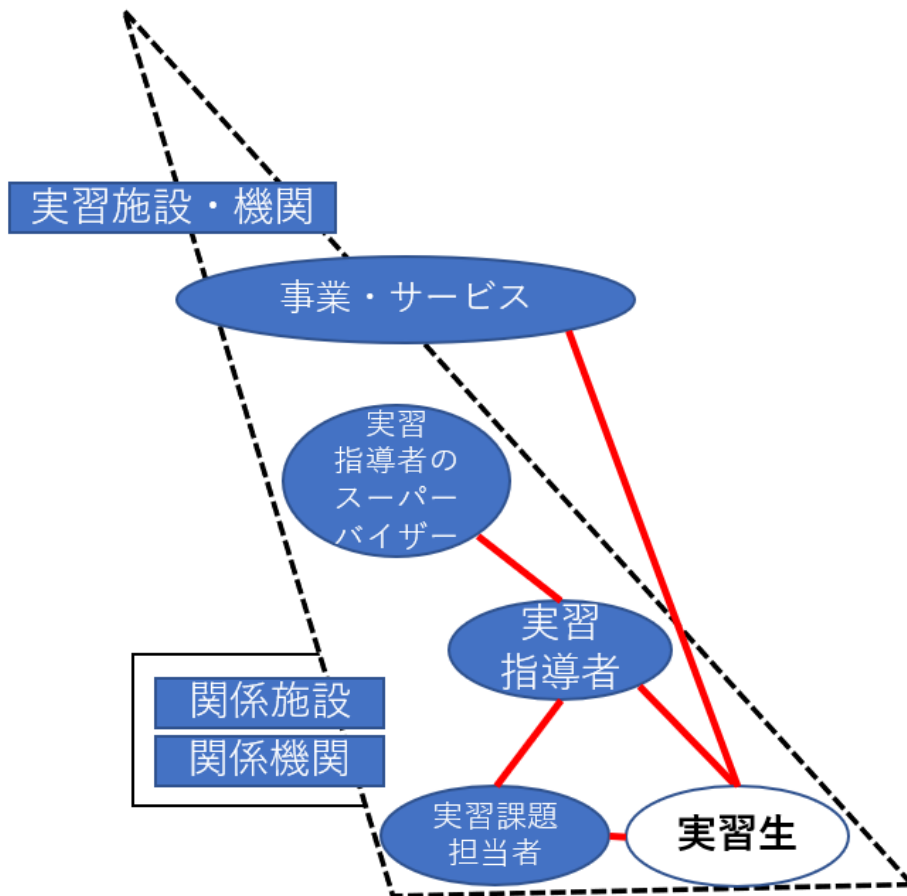 実習施設・機関
事業・サービス
実習
指導者の
スーパー
バイザー
実習
指導者
関係施設
関係機関
実習課題
担当者
実習生